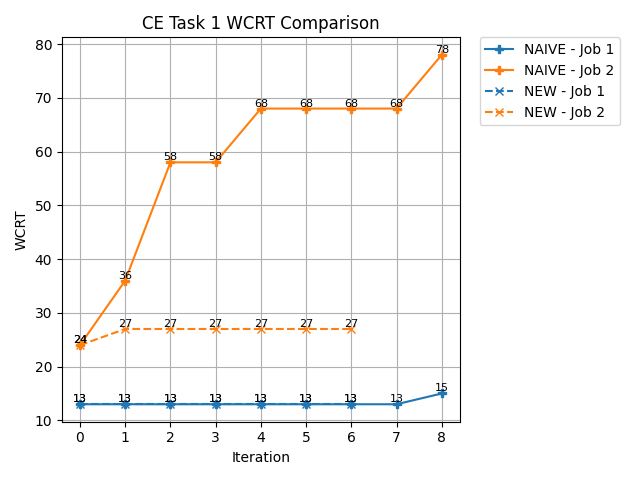 CE Task 1 WCRT Comparison
NAIVE - Job 1
NAIVE - Job 2
NEW - Job 1
NEW - Job 2
WCRT
80
70
60
50
40
30
20
10
78
68 68 68 68
58 58
36
27 27 27 27 27 27
24
24
15
13 13 13 13 13 13 13 13
13 13 13 13 13 13 13
0 1 2 3 4 5 6 7 8
Iteration